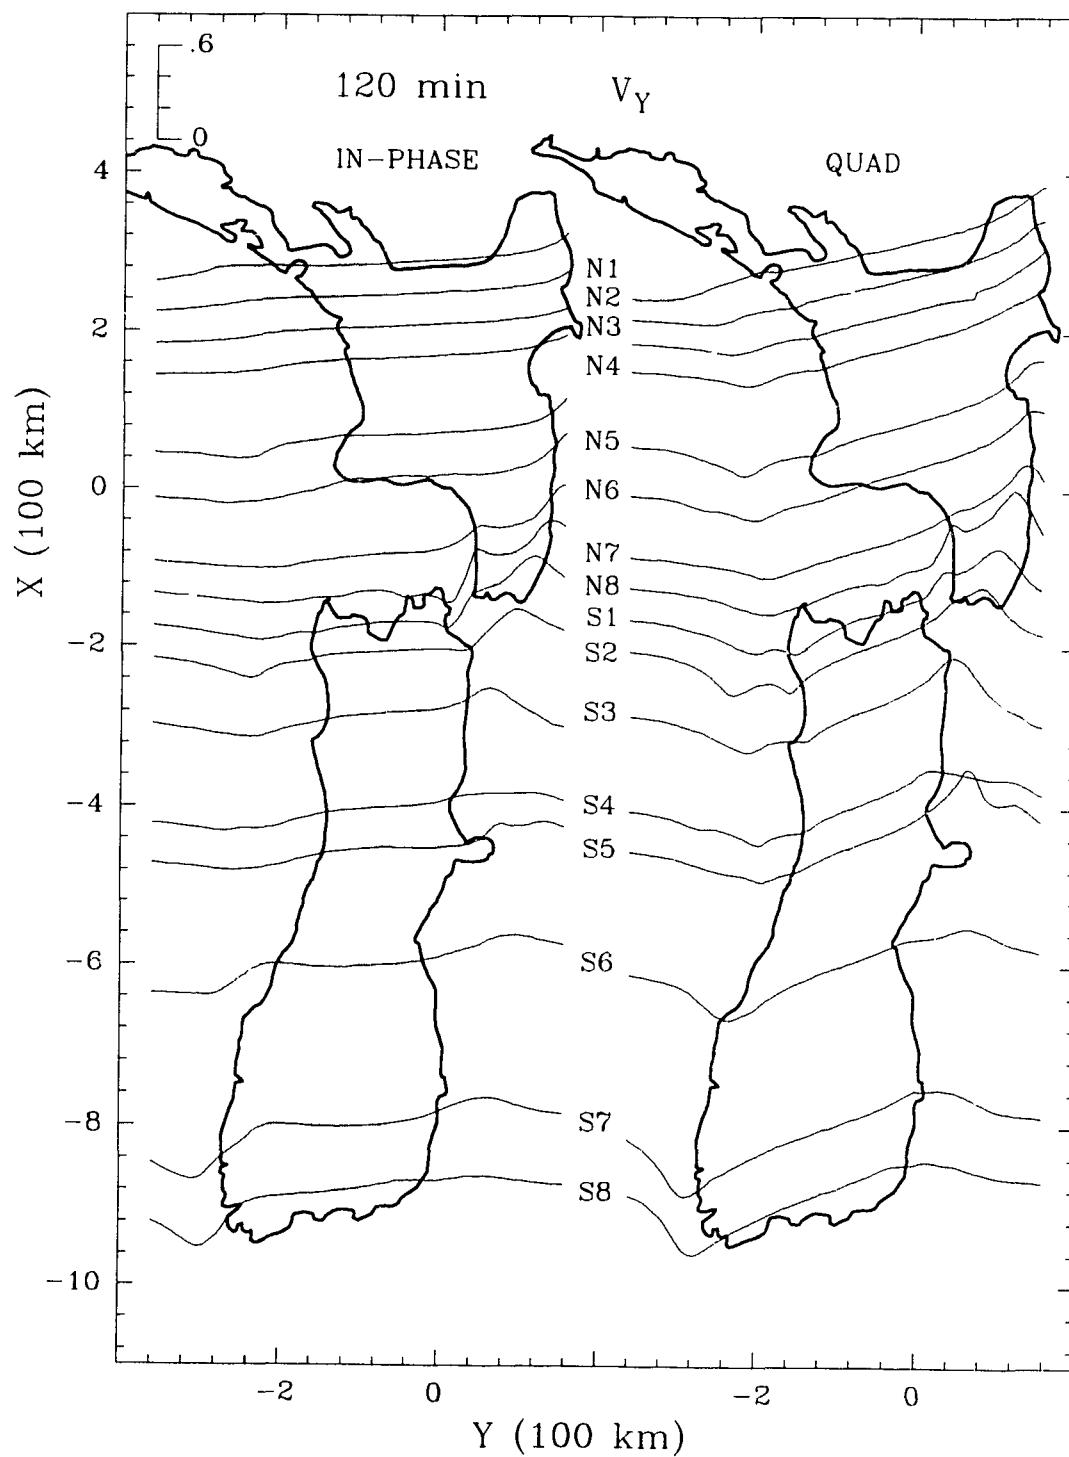 .6
0
120 min V_Y
IN-PHASE QUAD
4
2
0
−2
−4
−6
−8
−10
X (100 km)
N1
N2
N3
N4
N5
N6
N7
N8
S1
S2
S3
S4
S5
S6
S7
S8
−2 0 −2 0
Y (100 km)